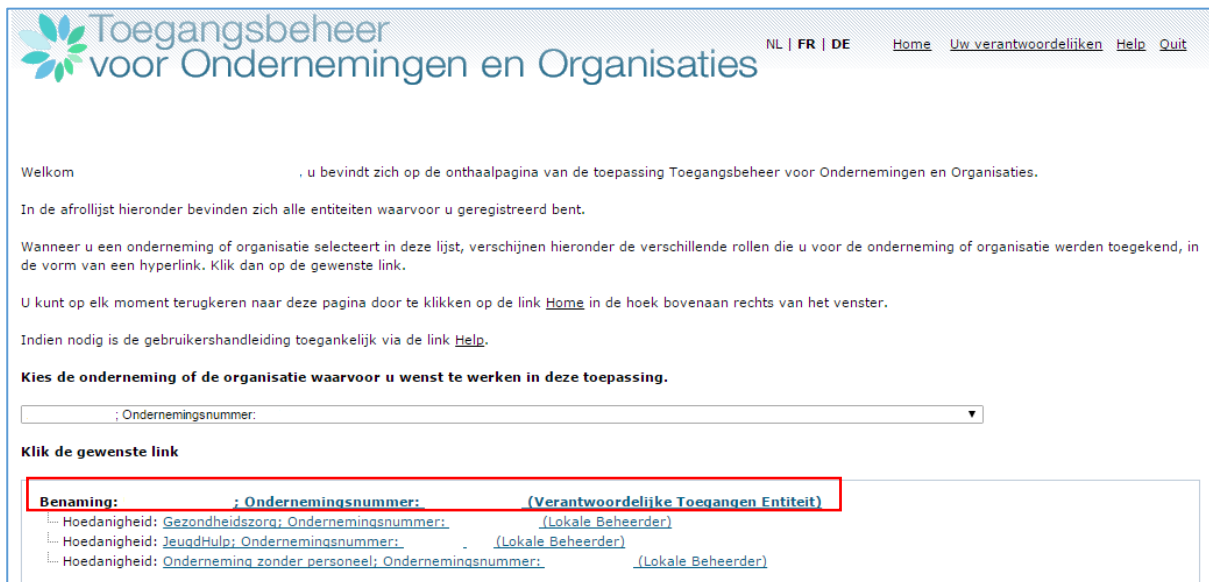 Toegangsbeheer
voor Ondernemingen en Organisaties
NL | FR | DE Home Uw verantwoordelijken Help Quit
Welkom , u bevindt zich op de onthaalpagina van de toepassing Toegangsbeheer voor Ondernemingen en Organisaties.
In de afrollijst hieronder bevinden zich alle entiteiten waarvoor u geregistreerd bent.
Wanneer u een onderneming of organisatie selecteert in deze lijst, verschijnen hieronder de verschillende rollen die u voor de onderneming of organisatie werden toegekend, in
de vorm van een hyperlink. Klik dan op de gewenste link.
U kunt op elk moment terugkeren naar deze pagina door te klikken op de link Home in de hoek bovenaan rechts van het venster.
Indien nodig is de gebruikershandleiding toegankelijk via de link Help.
Kies de onderneming of de organisatie waarvoor u wenst te werken in deze toepassing.
; Ondernemingsnummer:
Klik de gewenste link
Benaming: ; Ondernemingsnummer: (Verantwoordelijke Toegangen Entiteit)
Hoedanigheid: Gezondheidszorg; Ondernemingsnummer: (Lokale Beheerder)
Hoedanigheid: JeugdHulp; Ondernemingsnummer: (Lokale Beheerder)
Hoedanigheid: Onderneming zonder personeel; Ondernemingsnummer: (Lokale Beheerder)